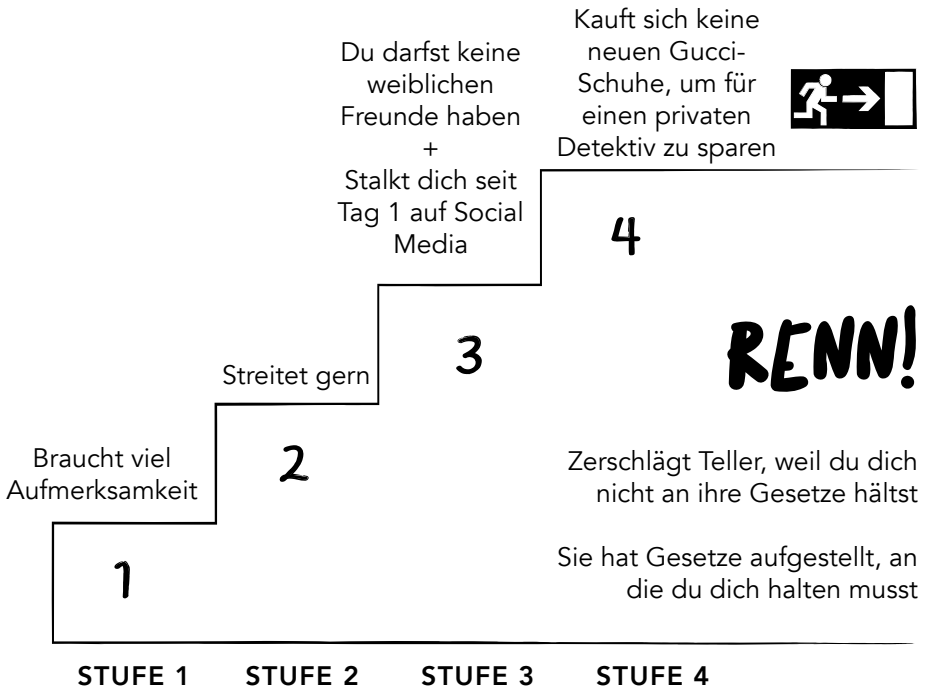 Kauft sich keine
neuen Gucci-
Schuhe, um für
einen privaten
Detektiv zu sparen
Du darfst keine
weiblichen
Freunde haben
+
Stalkt dich seit
Tag 1 auf Social
Media
4
RENN!
3
Streitet gern
2
Braucht viel
Aufmerksamkeit
1
Zerschlägt Teller, weil du dich
nicht an ihre Gesetze hältst
Sie hat Gesetze aufgestellt, an
die du dich halten musst
STUFE 1
STUFE 2
STUFE 3
STUFE 4